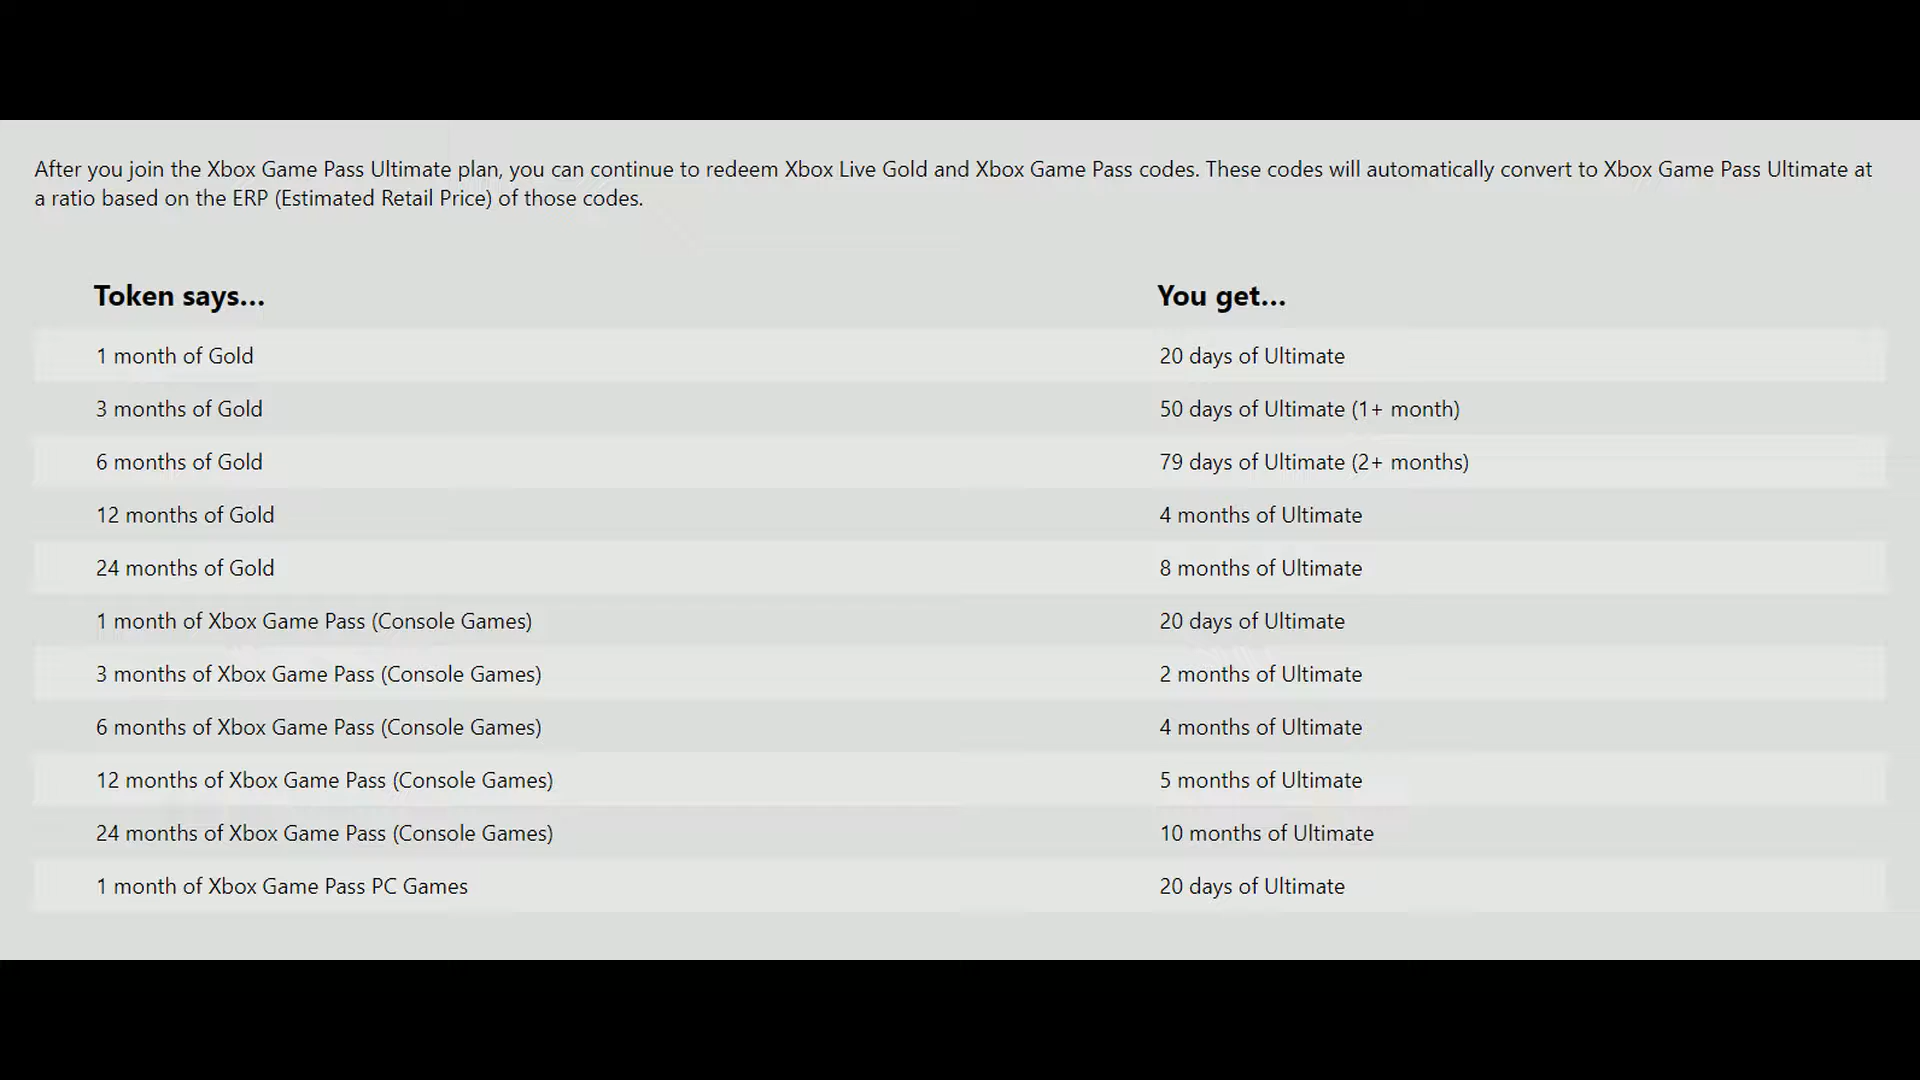 After you join the Xbox Game Pass Ultimate plan, you can continue to redeem Xbox Live Gold and Xbox Game Pass codes. These codes will automatically convert to Xbox Game Pass Ultimate at
a ratio based on the ERP (Estimated Retail Price) of those codes.
Token says... You get...
1 month of Gold 20 days of Ultimate
3 months of Gold 50 days of Ultimate (1+ month)
6 months of Gold 79 days of Ultimate (2+ months)
12 months of Gold 4 months of Ultimate
24 months of Gold 8 months of Ultimate
1 month of Xbox Game Pass (Console Games) 20 days of Ultimate
3 months of Xbox Game Pass (Console Games) 2 months of Ultimate
6 months of Xbox Game Pass (Console Games) 4 months of Ultimate
12 months of Xbox Game Pass (Console Games) 5 months of Ultimate
24 months of Xbox Game Pass (Console Games) 10 months of Ultimate
1 month of Xbox Game Pass PC Games 20 days of Ultimate